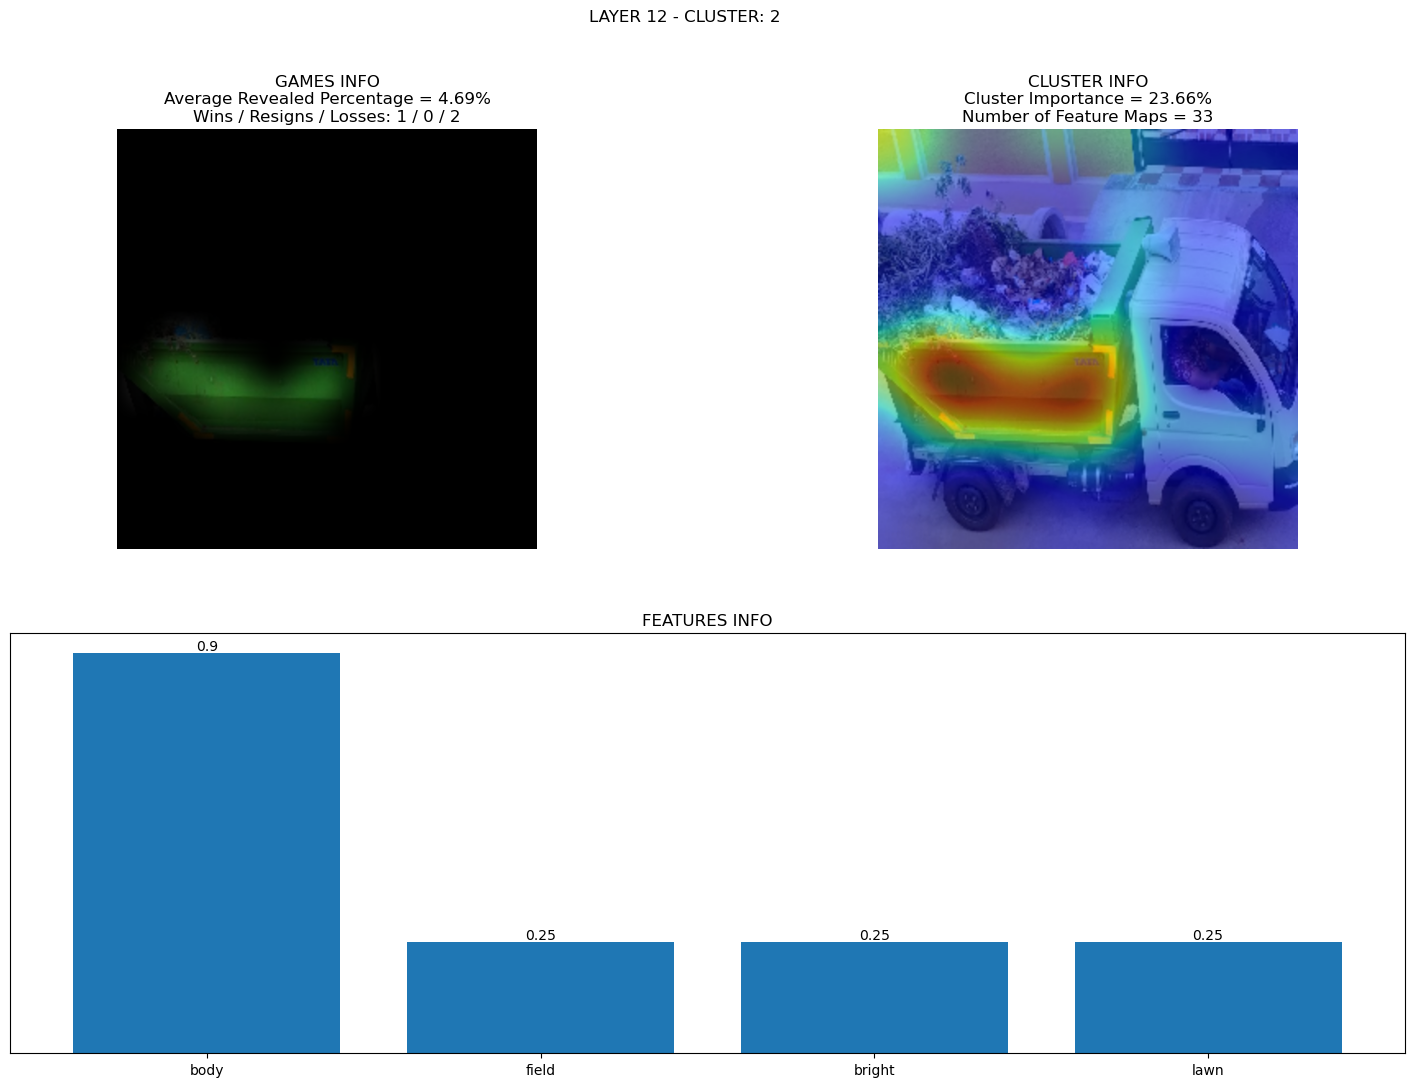 LAYER 12 - CLUSTER: 2
GAMES INFO
Average Revealed Percentage = 4.69%
Wins / Resigns / Losses: 1 / 0 / 2
CLUSTER INFO
Cluster Importance = 23.66%
Number of Feature Maps = 33
FEATURES INFO
0.9
0.25
0.25
0.25
body
field
bright
lawn